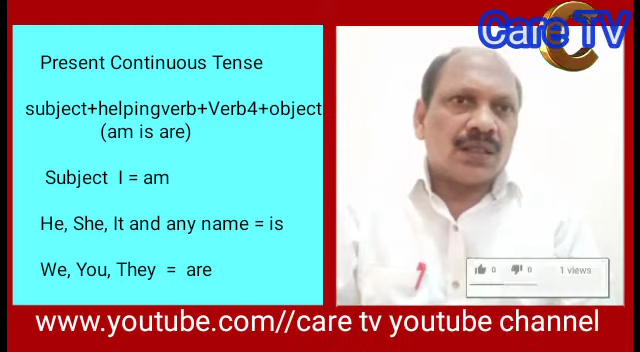 Care TV
Present Continuous Tense
subject+helpingverb+Verb4+object
(am is are)
Subject I = am
He, She, It and any name = is
We, You, They = are
0 0 1 views
www.youtube.com//care tv youtube channel